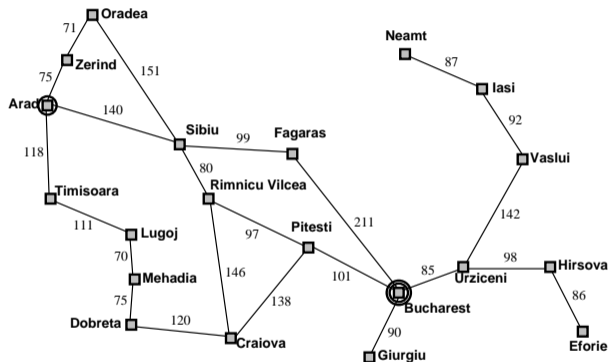 Oradea
71
Neamt
87
Zerind
75
151
Iasi
Arad
140
92
Sibiu
Fagaras
99
118
Vaslui
80
Timisoara
Rimnicu Vilcea
211
142
111
Lugoj
97
Pitesti
70
98
Hirsova
146
101
85
Urziceni
Mehadia
138
86
75
Bucharest
Dobreta
120
90
Craiova
Eforie
Giurgiu